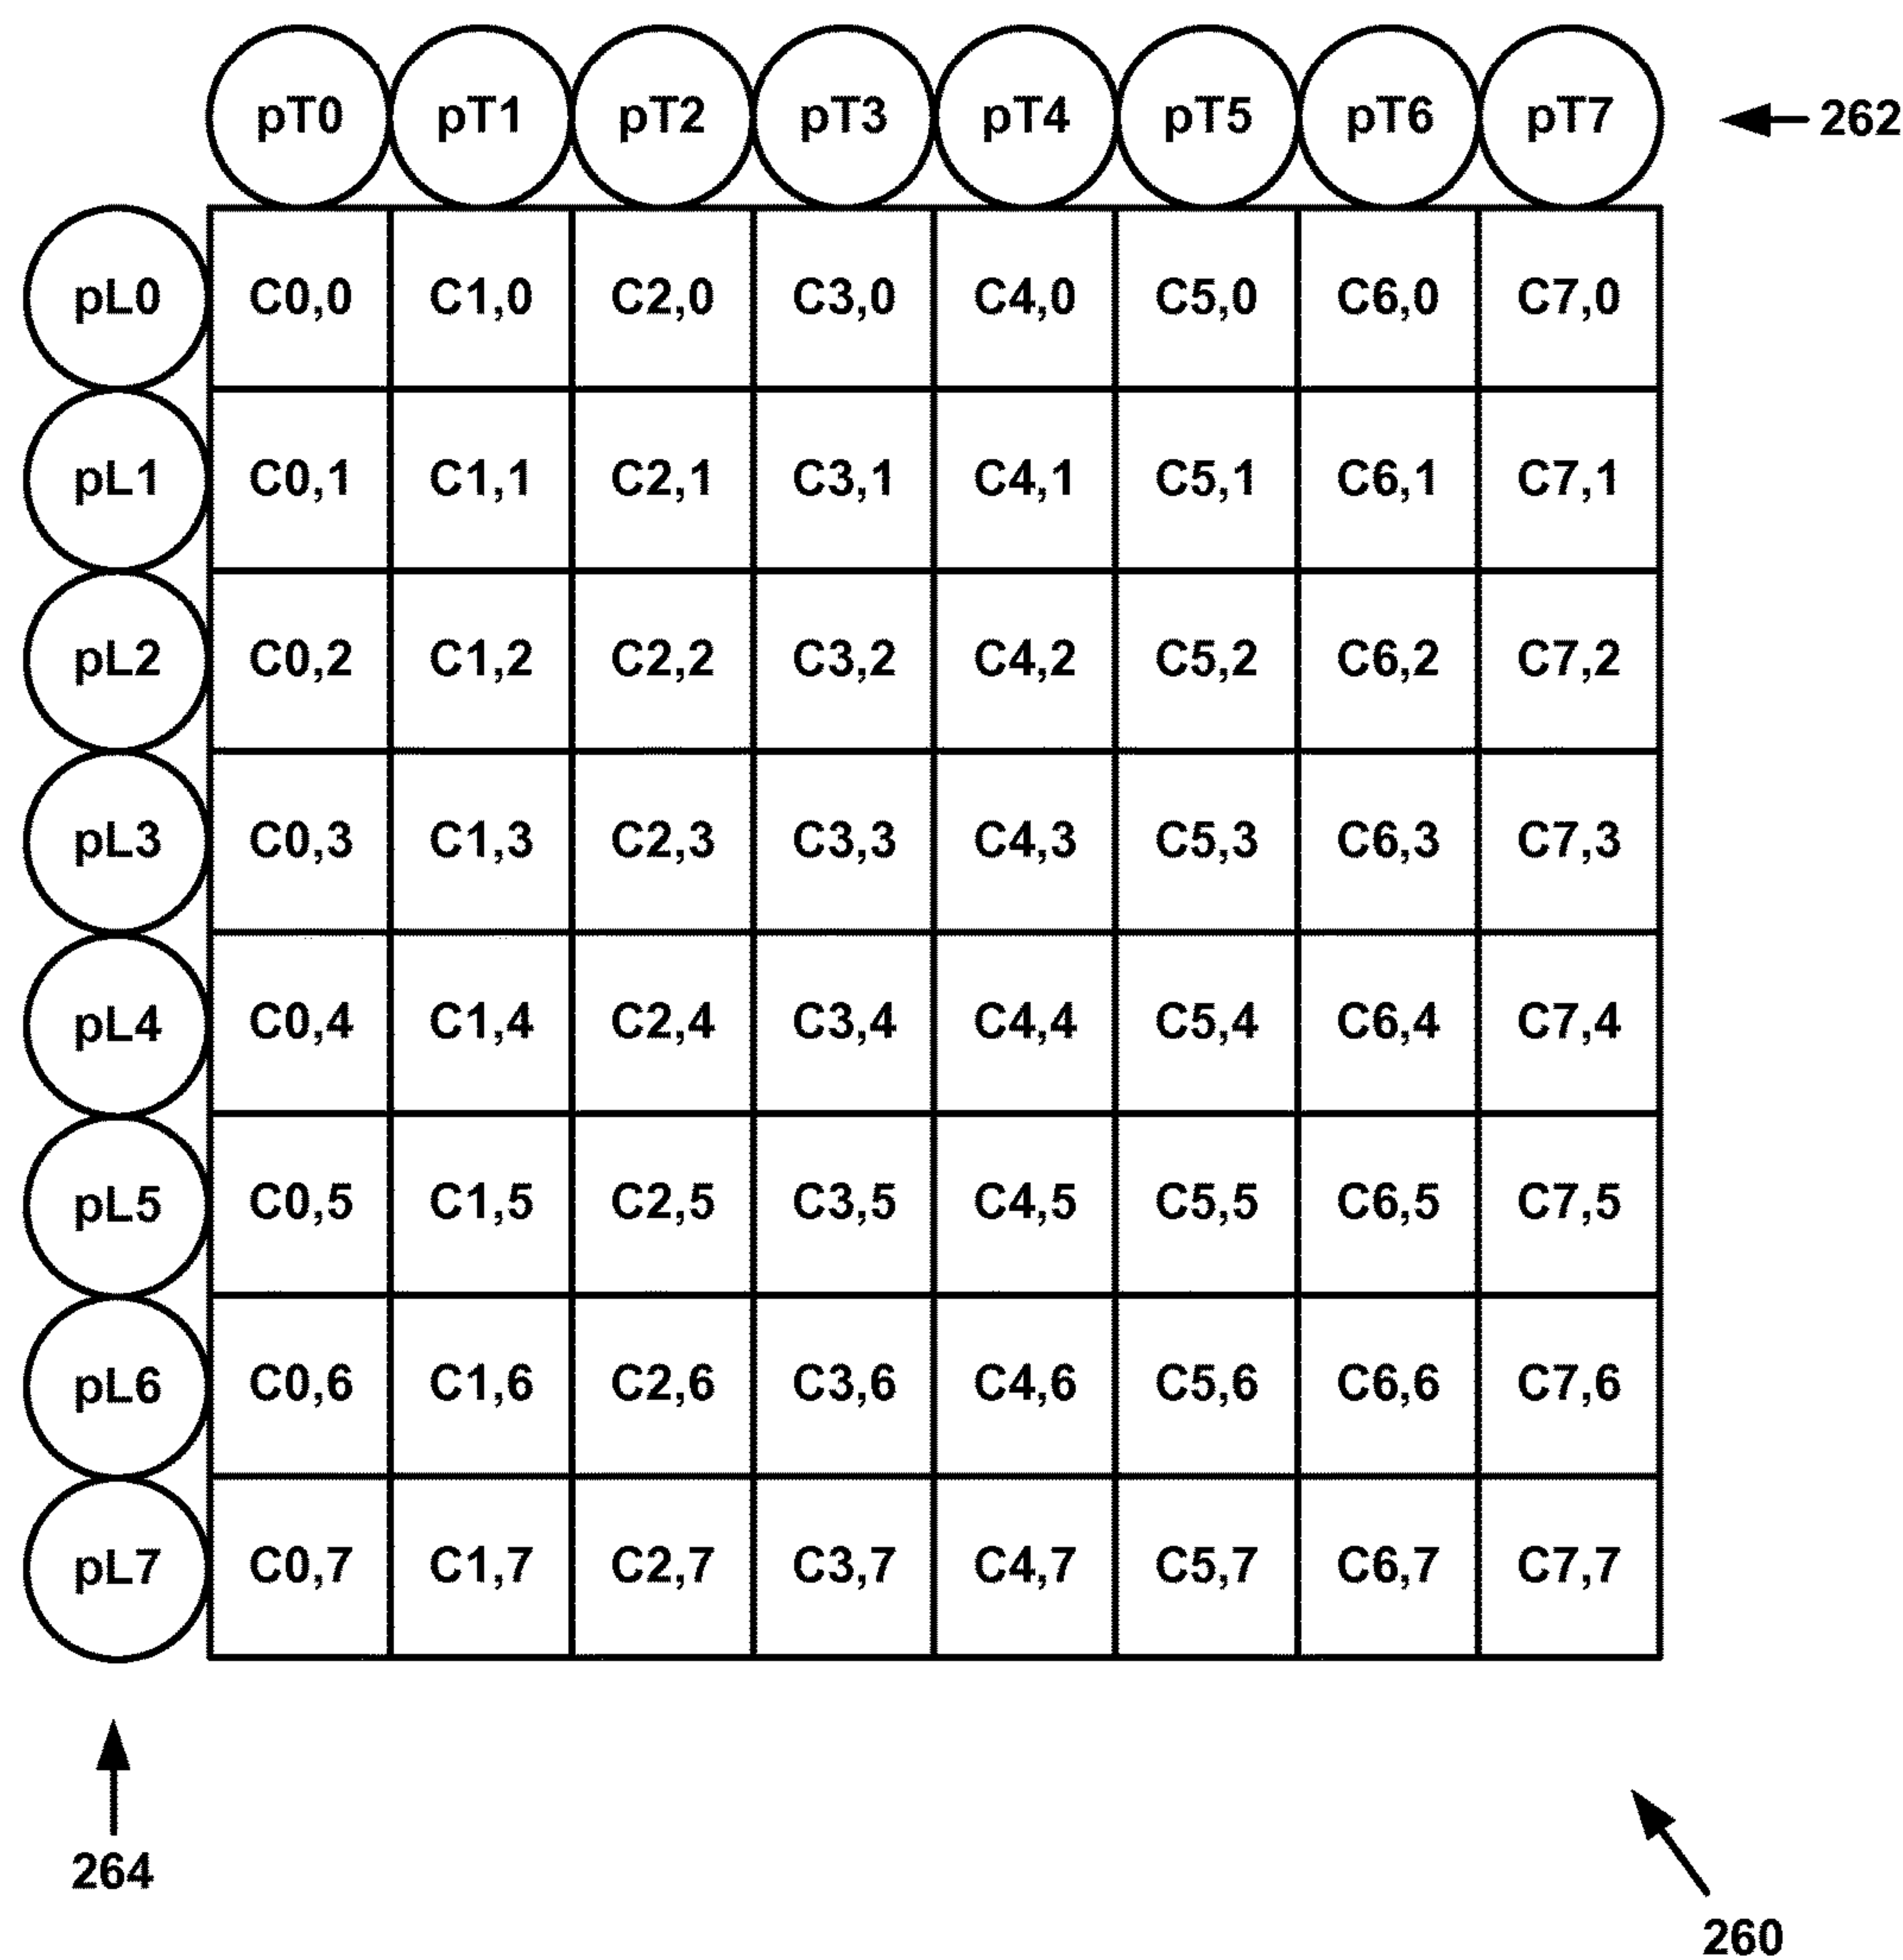 pT0 pT1 pT2 pT3 pT4 pT5 pT6 pT7 262
pL0 C0,0 C1,0 C2,0 C3,0 C4,0 C5,0 C6,0 C7,0
pL1 C0,1 C1,1 C2,1 C3,1 C4,1 C5,1 C6,1 C7,1
pL2 C0,2 C1,2 C2,2 C3,2 C4,2 C5,2 C6,2 C7,2
pL3 C0,3 C1,3 C2,3 C3,3 C4,3 C5,3 C6,3 C7,3
pL4 C0,4 C1,4 C2,4 C3,4 C4,4 C5,4 C6,4 C7,4
pL5 C0,5 C1,5 C2,5 C3,5 C4,5 C5,5 C6,5 C7,5
pL6 C0,6 C1,6 C2,6 C3,6 C4,6 C5,6 C6,6 C7,6
pL7 C0,7 C1,7 C2,7 C3,7 C4,7 C5,7 C6,7 C7,7
264
260